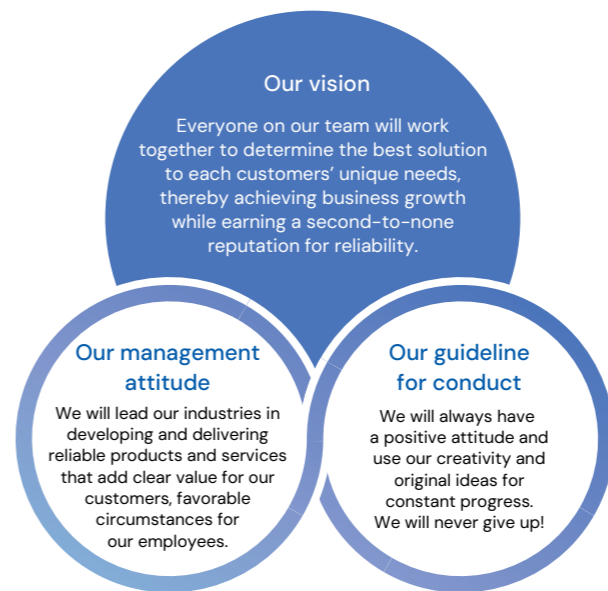 Our vision
Everyone on our team will work
together to determine the best solution
to each customers’ unique needs,
thereby achieving business growth
while earning a second-to-none
reputation for reliability.
Our management
attitude
We will lead our industries in
developing and delivering
reliable products and services
that add clear value for our
customers, favorable
circumstances for
our employees.
Our guideline
for conduct
We will always have
a positive attitude and
use our creativity and
original ideas for
constant progress.
We will never give up!